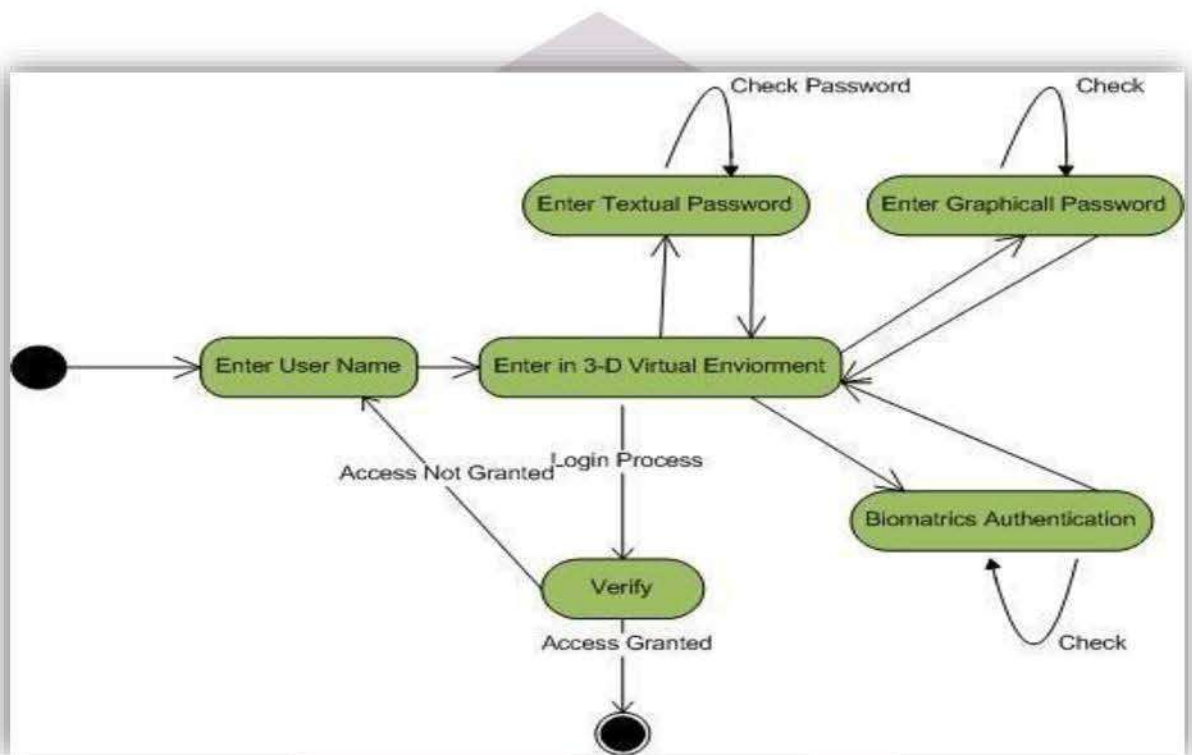 Check Password
Check
Enter Textual Password
Enter Graphicall Password
Enter User Name
Enter in 3-D Virtual Enviorment
Access Not Granted
Login Process
Biomatrics Authentication
Verify
Access Granted
Check